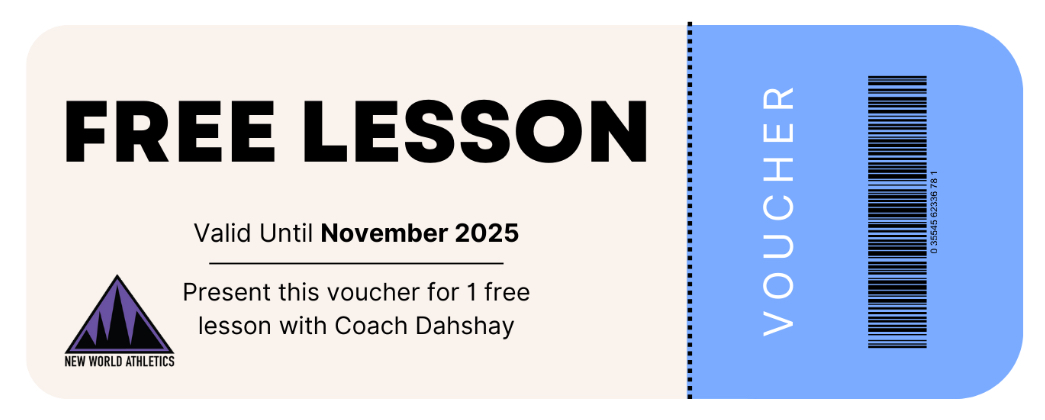 FREE LESSON
Valid Until November 2025
Present this voucher for 1 free
lesson with Coach Dahshay
NEW WORLD ATHLETICS
VOUCHER
0 35545 62336 78 1